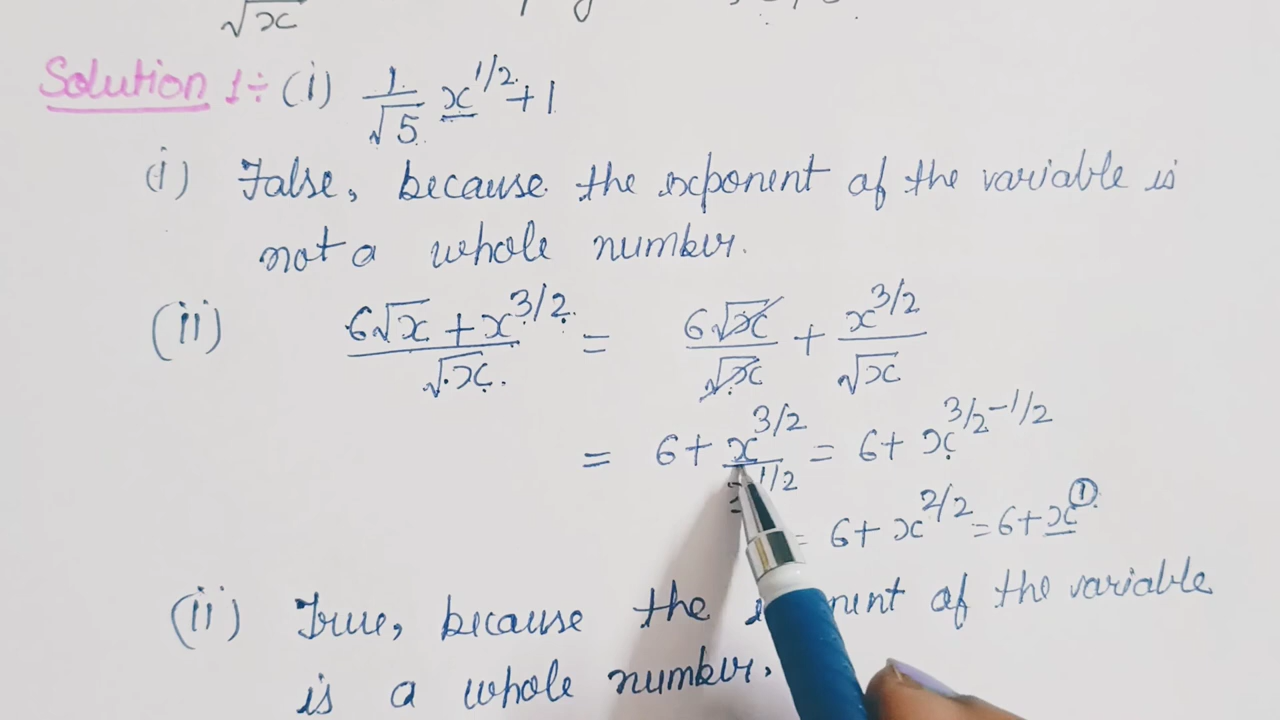 √x
Solution 1÷ (i) 1/√5 x^1/2 + 1
(i) False, because the exponent of the variable is
not a whole number.
(ii) 6√x + x^3/2 / √x = 6√x/√x + x^3/2/√x
= 6 + x^3/2 / 1/2 = 6 + x^3/2-1/2
= 6 + x^2/2 = 6 + x^1
(ii) True, because the nent of the variable
is a whole number.